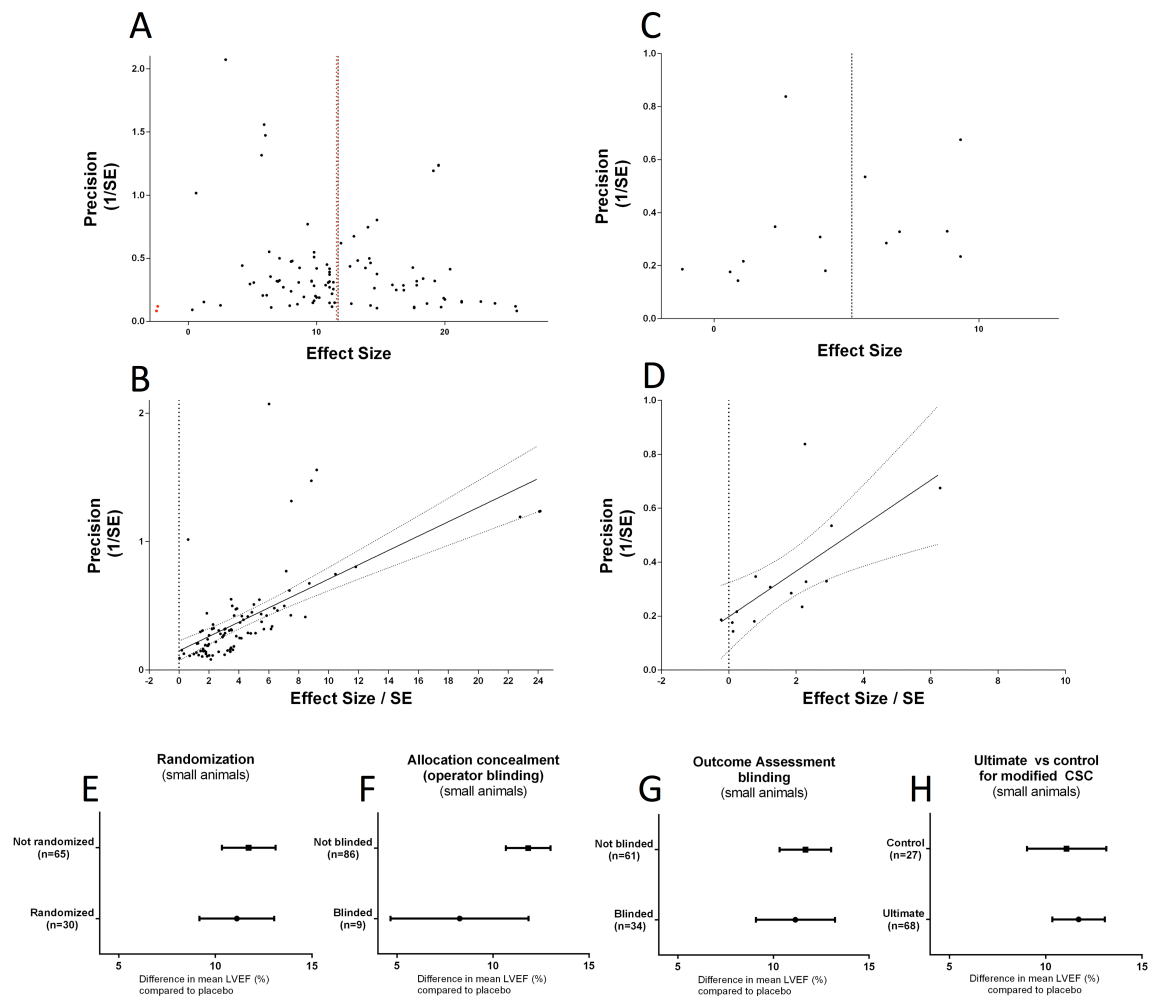 A
2.0
1.5
1.0
0.5
0.0
0
10
20
Precision
(1/SE)
Effect Size
C
1.0
0.8
0.6
0.4
0.2
0.0
0
10
Precision
(1/SE)
Effect Size
B
2
1
0
-2 0 2 4 6 8 10 12 14 16 18 20 22 24
Precision
(1/SE)
Effect Size / SE
D
1.0
0.8
0.6
0.4
0.2
0.0
-2 0 2 4 6 8 10
Precision
(1/SE)
Effect Size / SE
E
Randomization
(small animals)
Not randomized
(n=65)
Randomized
(n=30)
5 10 15
Difference in mean LVEF (%)
compared to placebo
F
Allocation concealment
(operator blinding)
(small animals)
Not blinded
(n=86)
Blinded
(n=9)
5 10 15
Difference in mean LVEF (%)
compared to placebo
G
Outcome Assessment
blinding
(small animals)
Not blinded
(n=61)
Blinded
(n=34)
5 10 15
Difference in mean LVEF (%)
compared to placebo
H
Ultimate vs control
for modified CSC
(small animals)
Control
(n=27)
Ultimate
(n=68)
5 10 15
Difference in mean LVEF (%)
compared to placebo